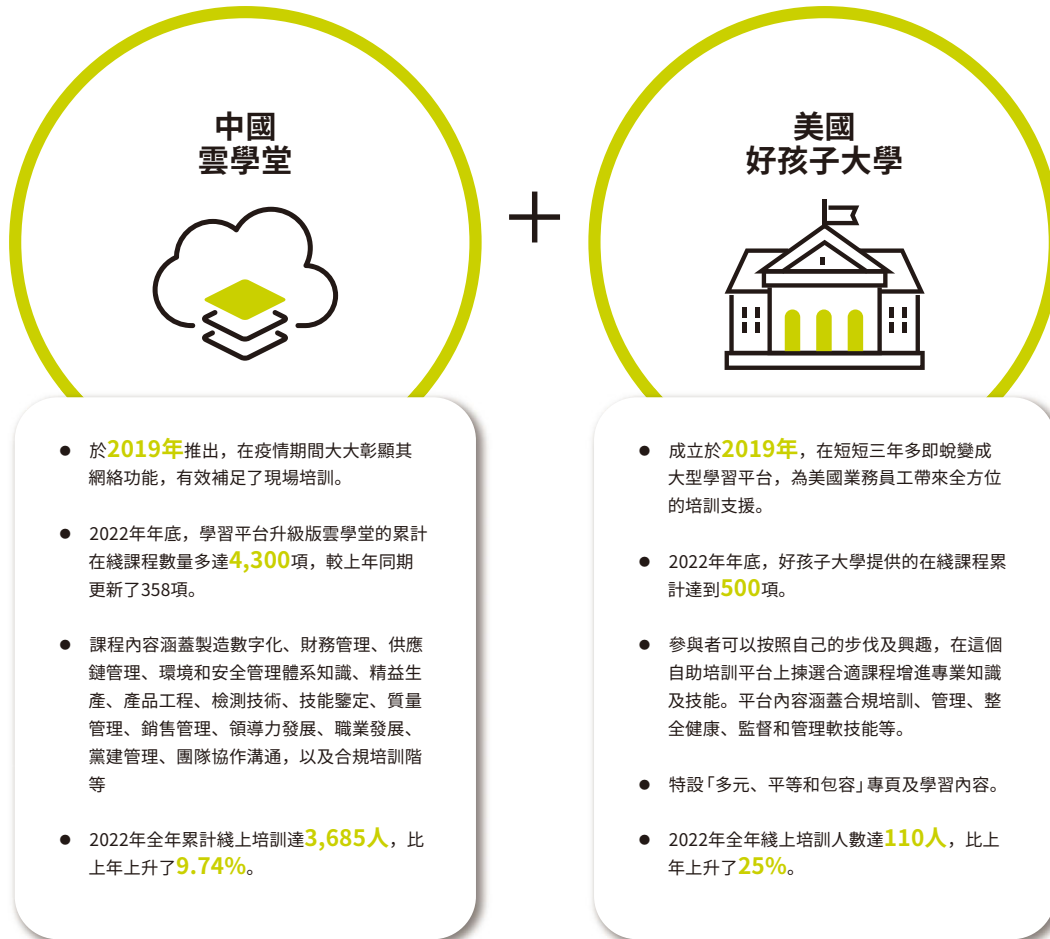 中國
雲學堂
● 於2019年推出，在疫情期間大大彰顯其
網絡功能，有效補足了現場培訓。
● 2022年年底，學習平台升級版雲學堂的累計
在綫課程數量多達4,300項，較上年同期
更新了358項。
● 課程內容涵蓋製造數字化、財務管理、供應
鏈管理、環境和安全管理體系知識、精益生
產、產品工程、檢測技術、技能鑒定、質量
管理、銷售管理、領導力發展、職業發展、
黨建管理、團隊協作溝通，以及合規培訓階
等
● 2022年全年累計綫上培訓達3,685人，比
上年上升了9.74%。
+
美國
好孩子大學
● 成立於2019年，在短短三年多即蛻變成
大型學習平台，為美國業務員工帶來全方位
的培訓支援。
● 2022年年底，好孩子大學提供的在綫課程累
計達到500項。
● 參與者可以按照自己的步伐及興趣，在這個
自助培訓平台上揀選合適課程增進專業知識
及技能。平台內容涵蓋合規培訓、管理、整
全健康、監督和管理軟技能等。
● 特設「多元、平等和包容」專頁及學習內容。
● 2022年全年綫上培訓人數達110人，比上
年上升了25%。